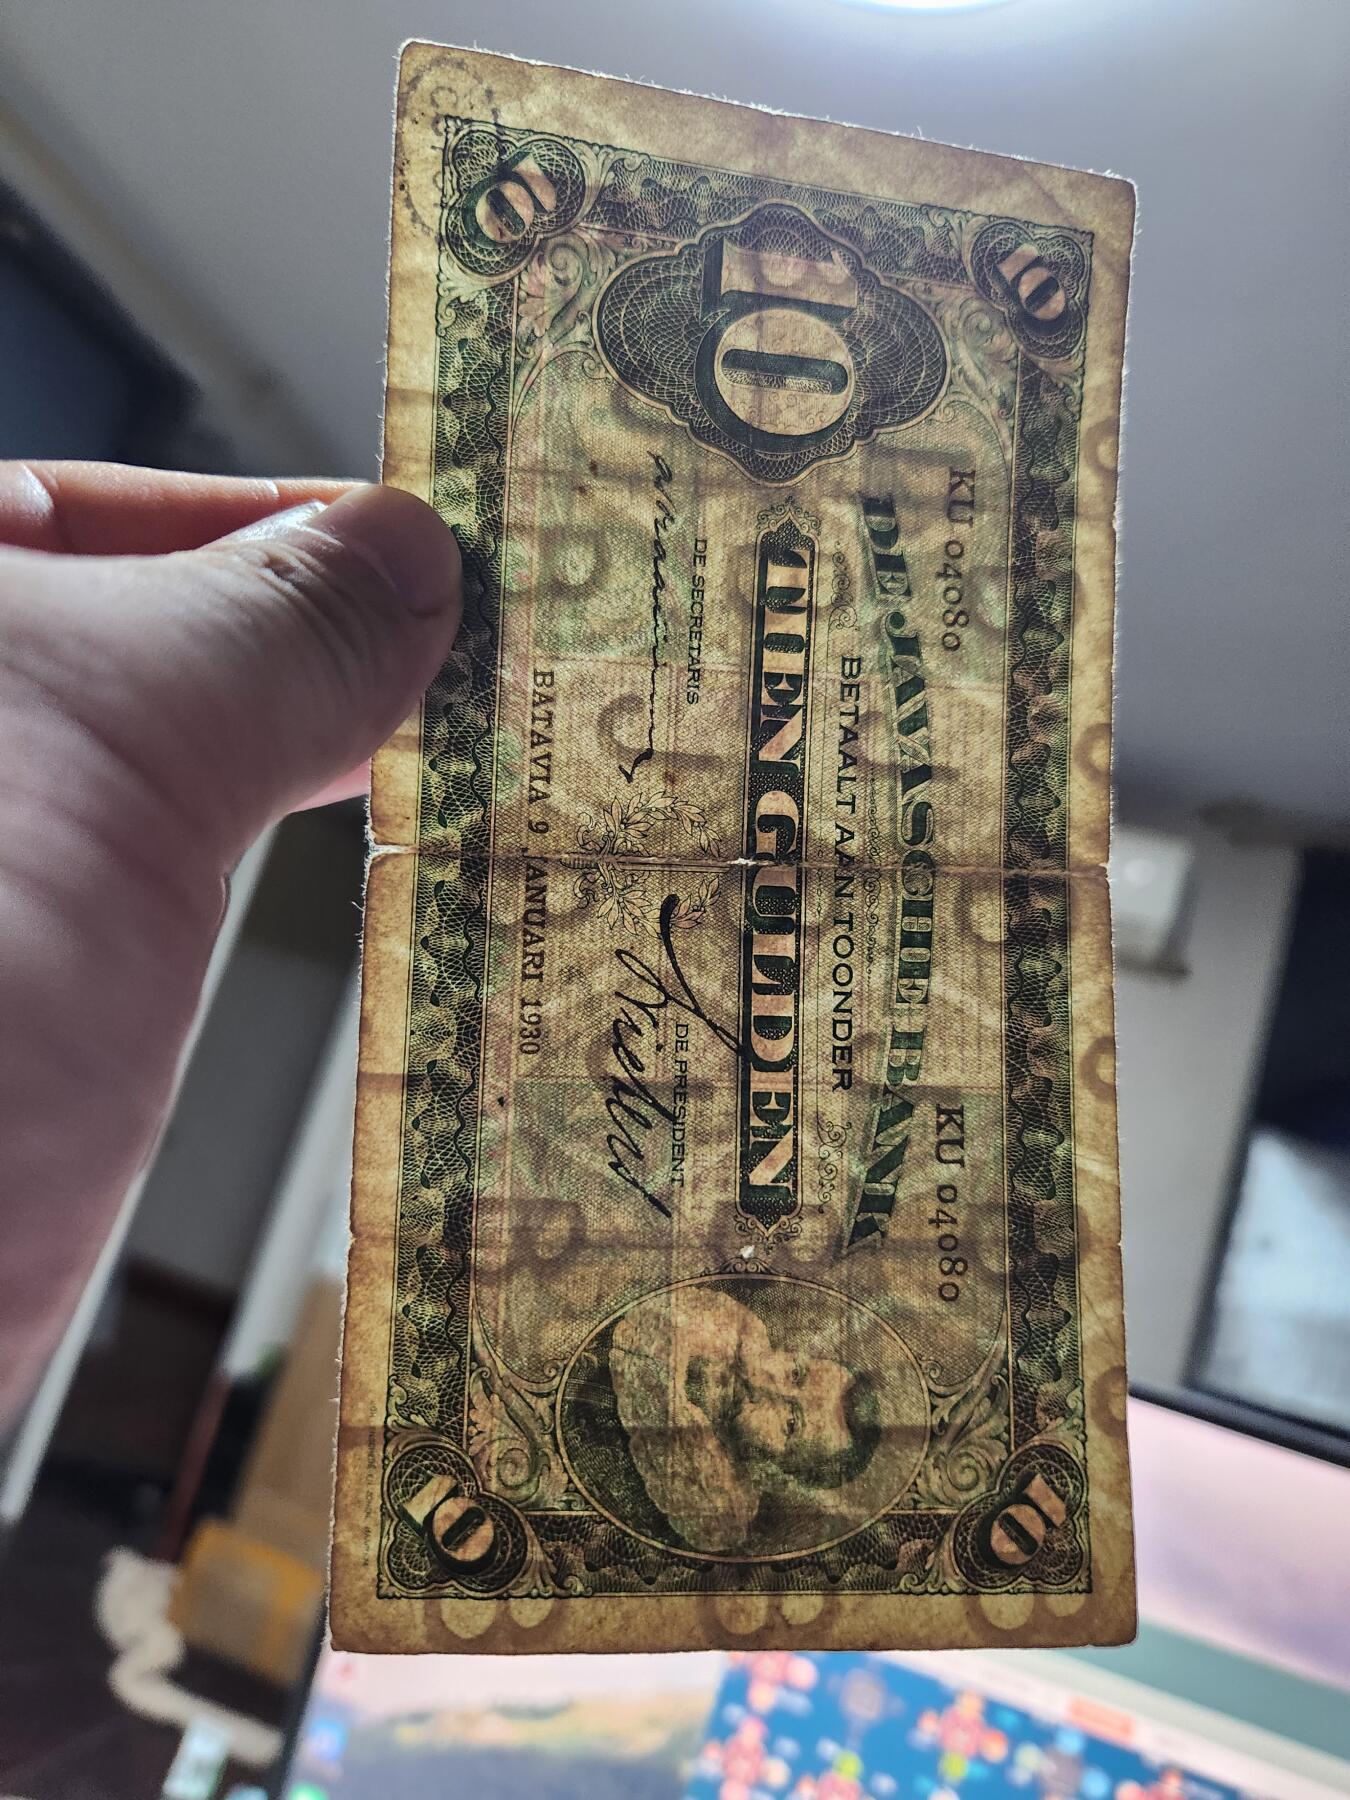 10
10
10
KU 04080
KU 04080
DE JAVASCHE BANK
BETAALT AAN TOONDER
TIEN GULDEN
DE SECRETARIS
DE PRESIDENT
BATAVIA 9 JANUARI 1930
10
10